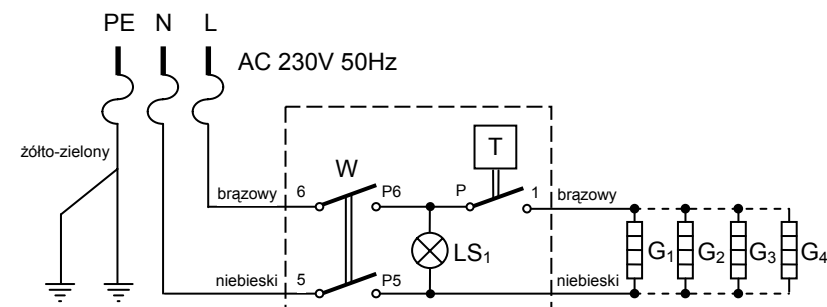 PE N L
AC 230V 50Hz
żółto-zielony
W
T
brązowy 6 P6 P 1 brązowy
LS₁ G₁ G₂ G₃ G₄
niebieski 5 P5 niebieski